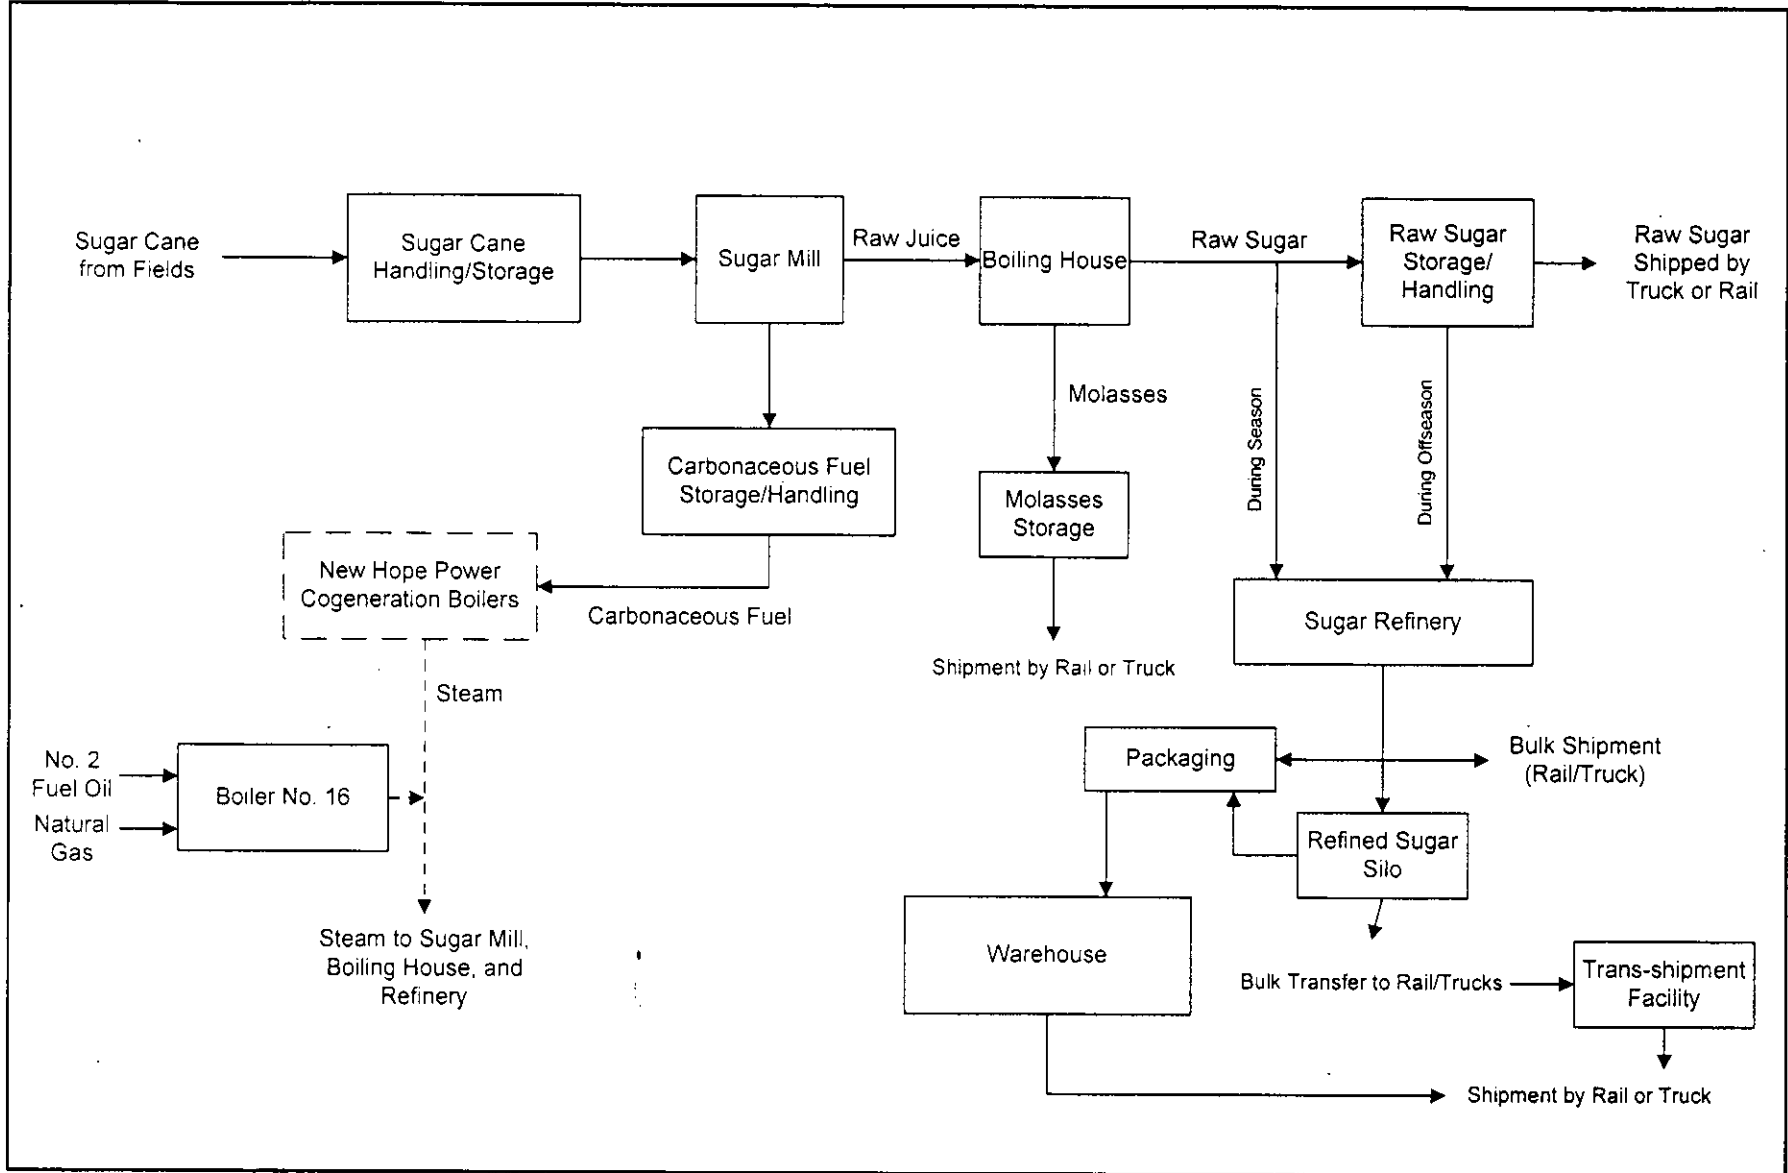 Sugar Cane
from Fields
Sugar Cane
Handling/Storage
Sugar Mill
Raw Juice
Boiling House
Raw Sugar
Raw Sugar
Storage/
Handling
Raw Sugar
Shipped by
Truck or Rail
Molasses
During Season
During Offseason
Carbonaceous Fuel
Storage/Handling
Molasses
Storage
New Hope Power
Cogeneration Boilers
Carbonaceous Fuel
Sugar Refinery
Shipment by Rail or Truck
Steam
No. 2
Fuel Oil
Natural
Gas
Boiler No. 16
Packaging
Bulk Shipment
(Rail/Truck)
Refined Sugar
Silo
Steam to Sugar Mill,
Boiling House, and
Refinery
Warehouse
Bulk Transfer to Rail/Trucks
Trans-shipment
Facility
Shipment by Rail or Truck